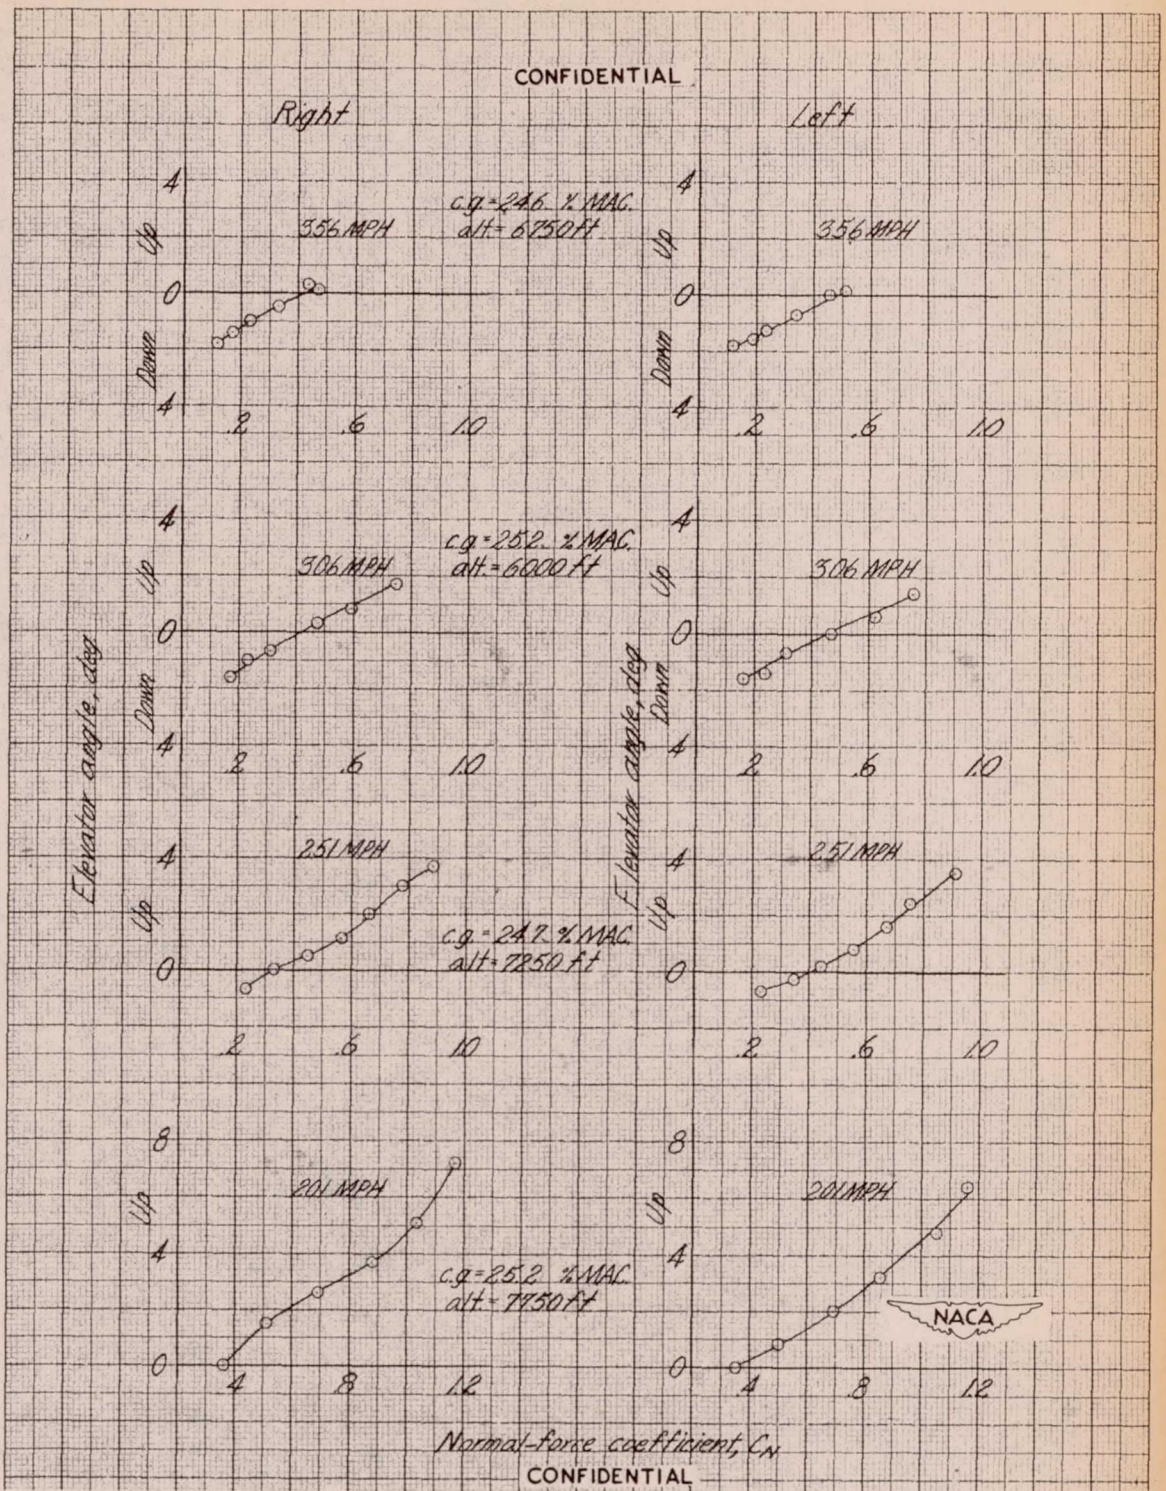 CONFIDENTIAL
Right
Left
4
c.g.=24.6 % MAC.
4
356 MPH
alt.=6750 ft
356 MPH
Up
Up
0
0
Down
Down
4
4
.2 .6 1.0
.2 .6 1.0
4
c.g.=25.2 % MAC.
4
306 MPH
alt.=6000 ft
306 MPH
Up
Up
0
0
Elevator angle, deg
Elevator angle, deg
Down
Down
4
4
.2 .6 1.0
.2 .6 1.0
251 MPH
251 MPH
4
4
Up
Up
c.g.=24.7 % MAC.
alt.=7250 ft
0
0
.2 .6 1.0
.2 .6 1.0
8
8
201 MPH
201 MPH
Up
Up
4
4
c.g.=25.2 % MAC.
alt.=7750 ft
NACA
0
0
.4 .8 1.2
.4 .8 1.2
Normal-force coefficient, CN
CONFIDENTIAL